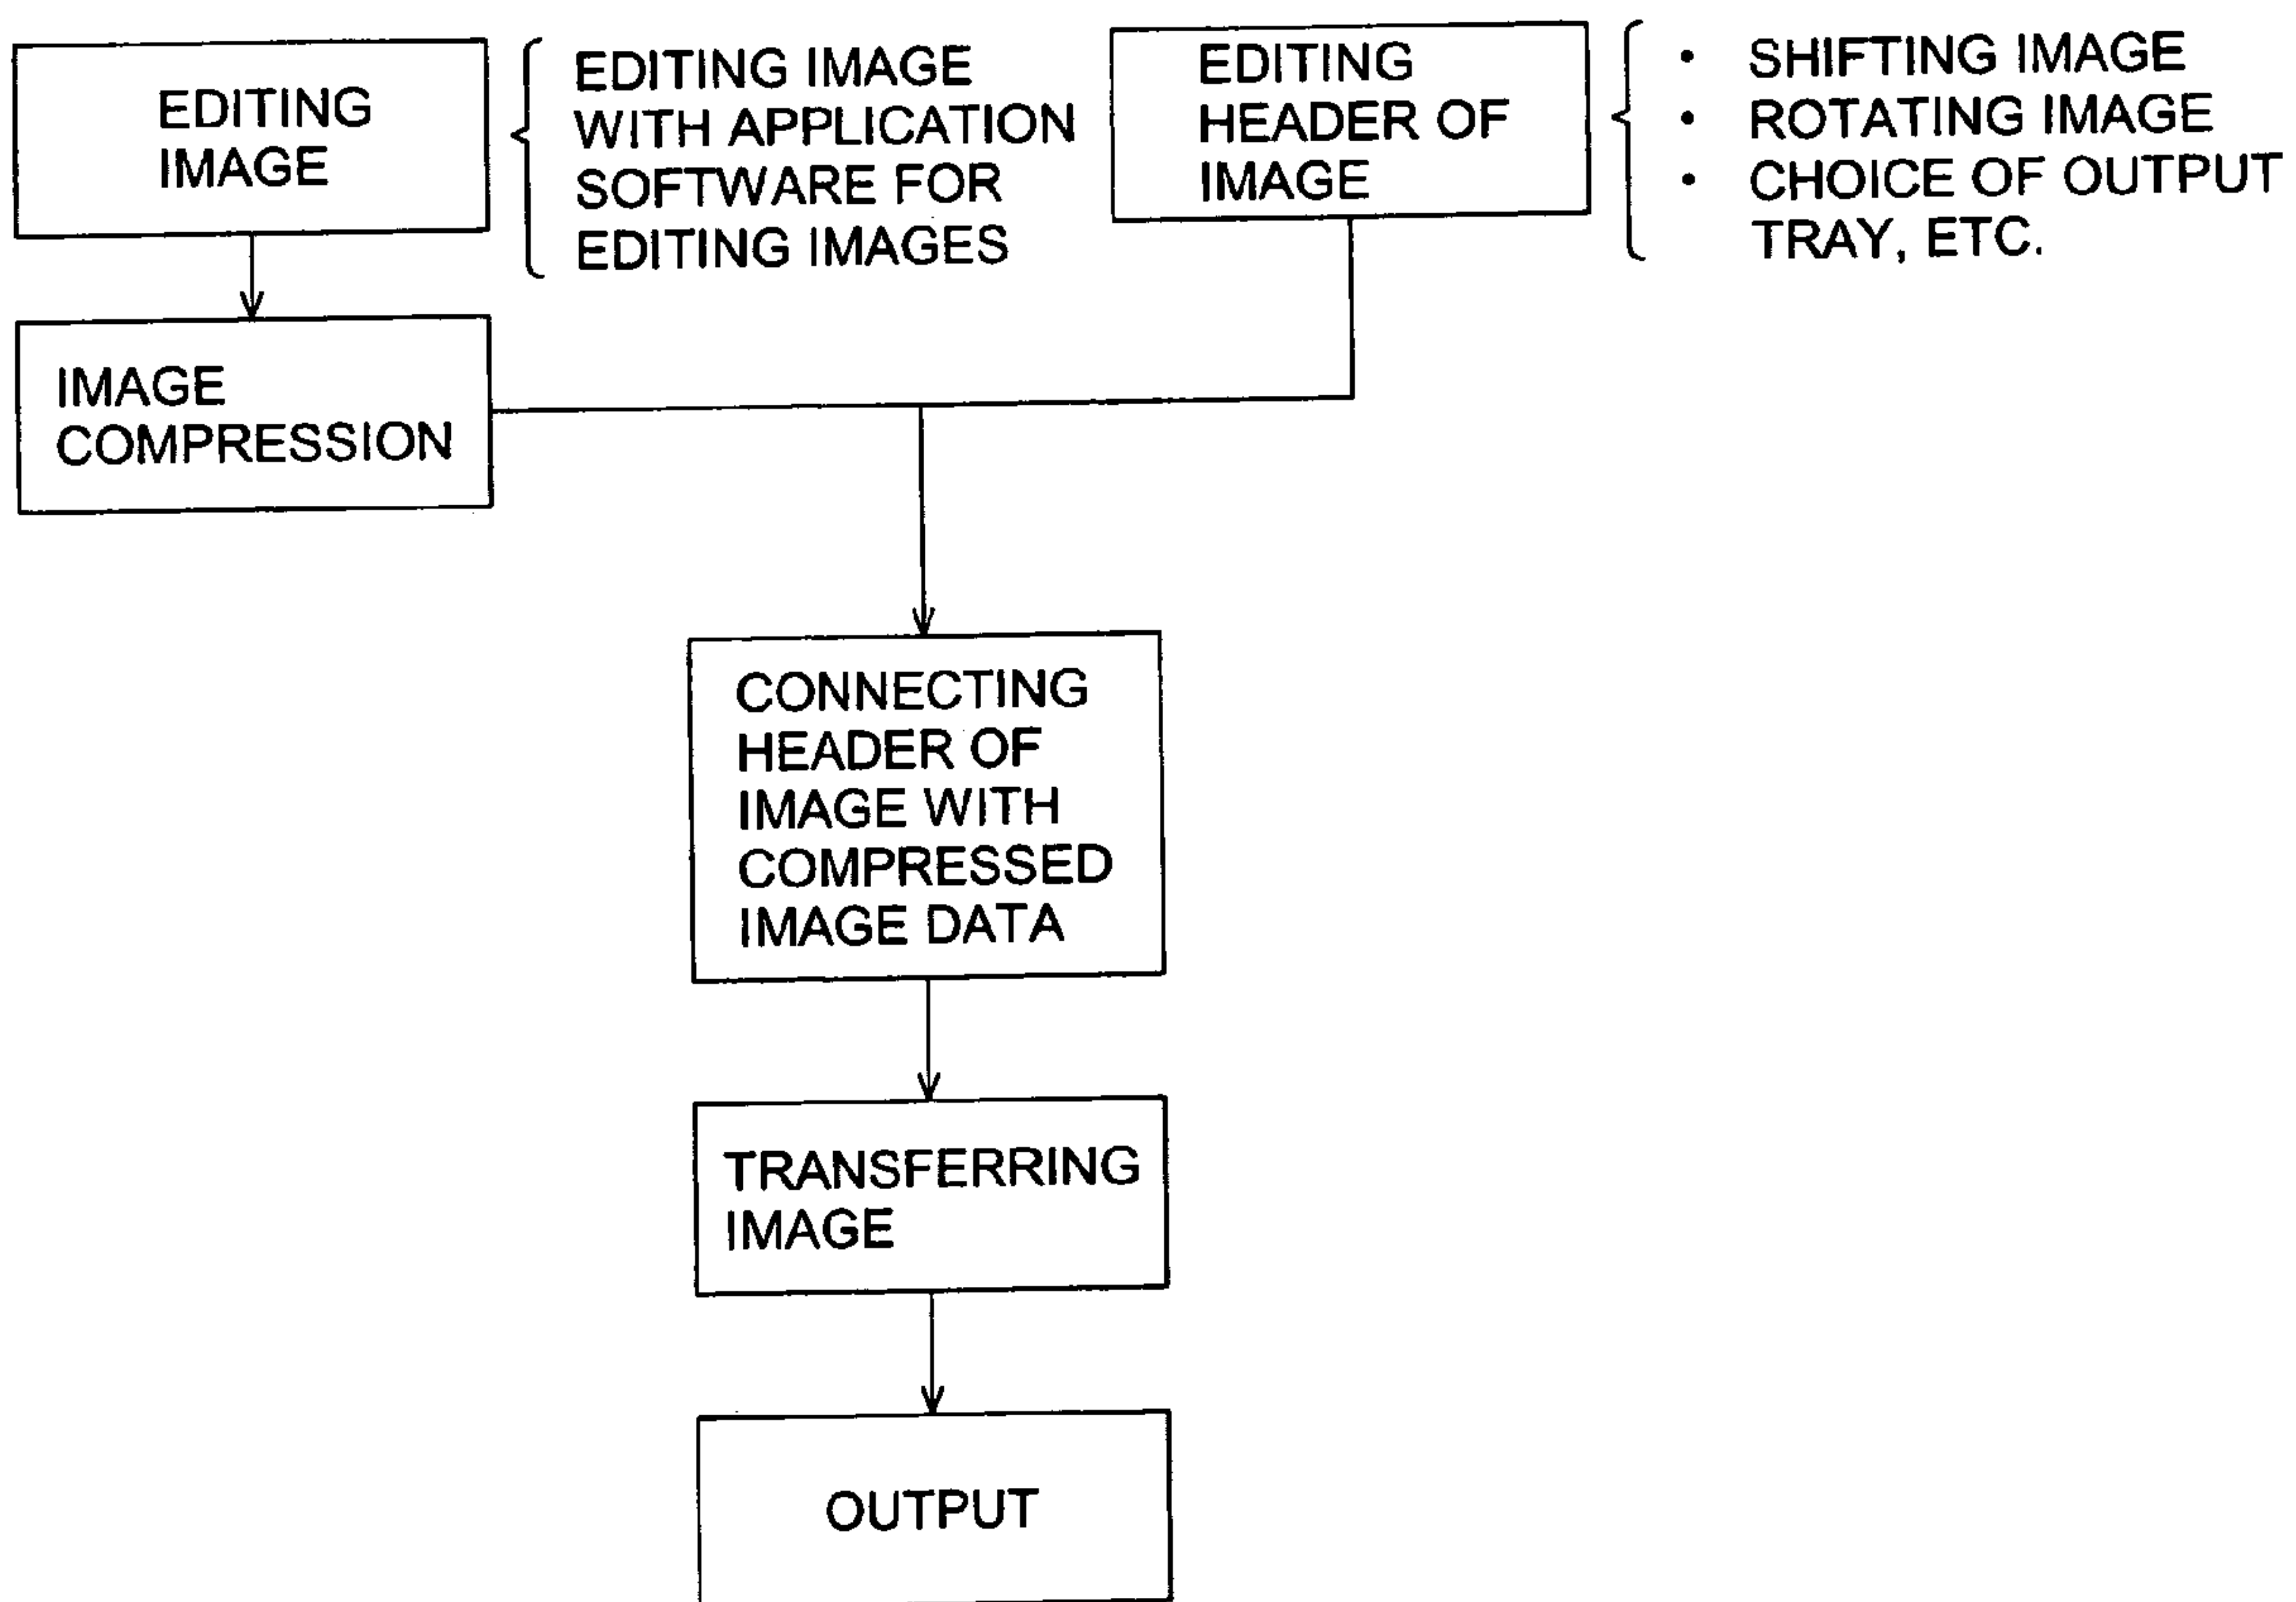 EDITING
IMAGE
EDITING IMAGE
WITH APPLICATION
SOFTWARE FOR
EDITING IMAGES
EDITING
HEADER OF
IMAGE
• SHIFTING IMAGE
• ROTATING IMAGE
• CHOICE OF OUTPUT
TRAY, ETC.
IMAGE
COMPRESSION
CONNECTING
HEADER OF
IMAGE WITH
COMPRESSED
IMAGE DATA
TRANSFERRING
IMAGE
OUTPUT